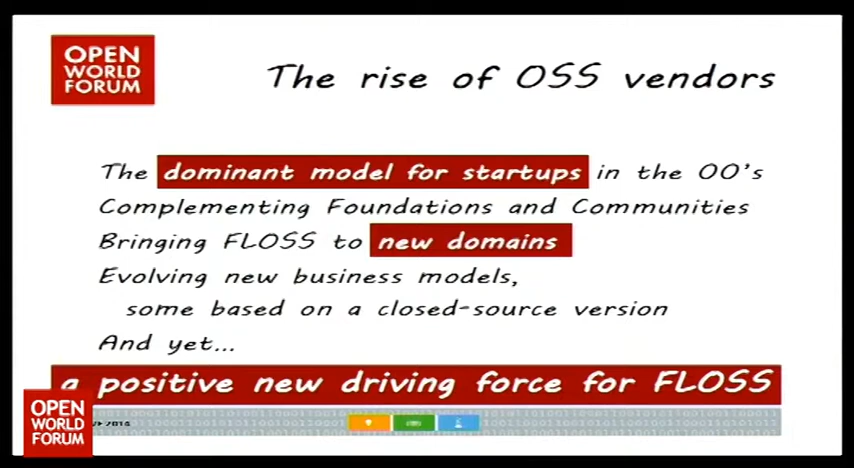 OPEN
WORLD
FORUM
The rise of OSS vendors
The dominant model for startups in the 00's
Complementing Foundations and Communities
Bringing FLOSS to new domains
Evolving new business models,
some based on a closed-source version
And yet...
a positive new driving force for FLOSS
OPEN
WORLD
FORUM
2014